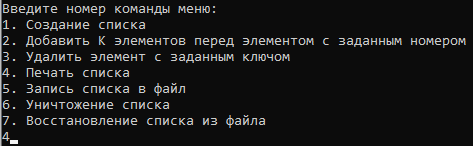 Введите номер команды меню:
1. Создание списка
2. Добавить К элементов перед элементом с заданным номером
3. Удалить элемент с заданным ключом
4. Печать списка
5. Запись списка в файл
6. Уничтожение списка
7. Восстановление списка из файла
4